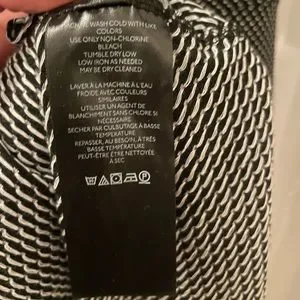 MACHINE WASH COLD WITH LIKE
COLORS
USE ONLY NON-CHLORINE
BLEACH
TUMBLE DRY LOW
LOW IRON AS NEEDED
MAY BE DRY CLEANED
LAVER À LA MACHINE À L'EAU
FROIDE AVEC COULEURS
SIMILAIRES
UTILISER UN AGENT DE
BLANCHIMENT SANS CHLORE SI
NÉCESSAIRE
SÉCHER PAR CULBUTAGE À BASSE
TEMPÉRATURE
REPASSER, AU BESOIN, À TRÈS
BASSE TEMPÉRATURE
PEUT-ÊTRE ÊTRE NETTOYÉE
À SEC